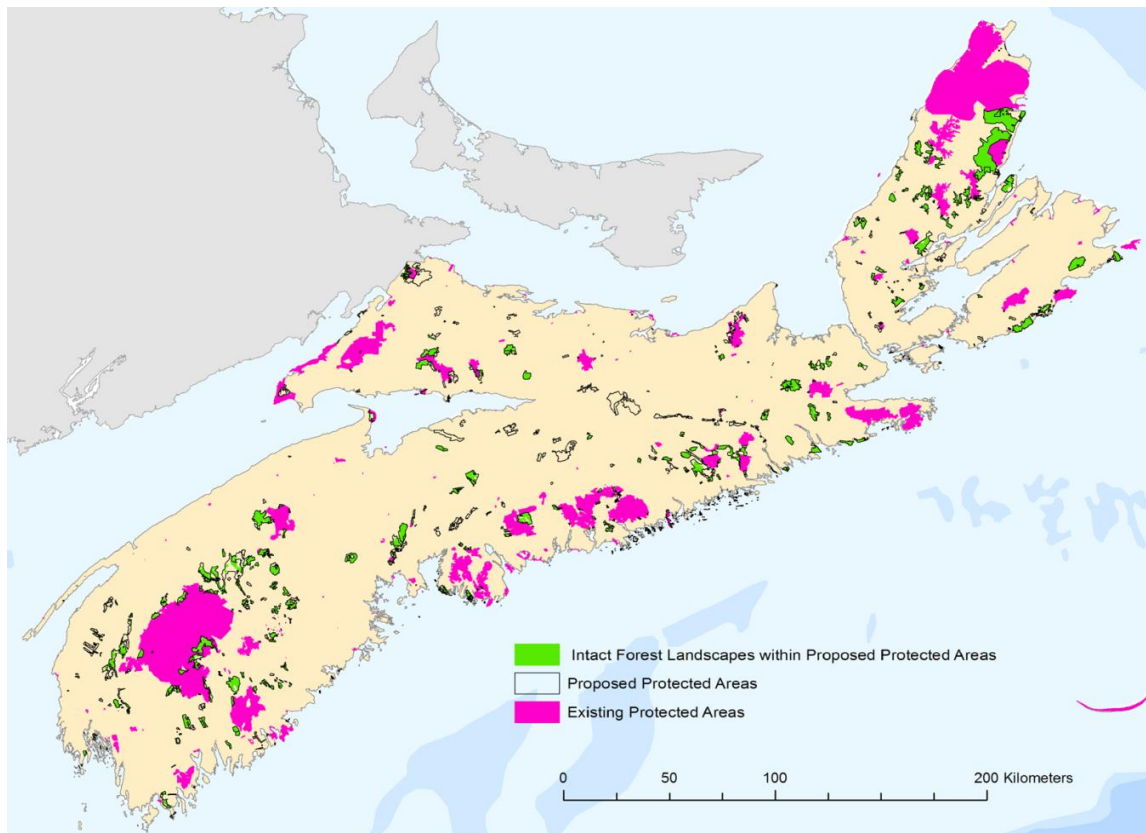 Intact Forest Landscapes within Proposed Protected Areas
Proposed Protected Areas
Existing Protected Areas
0 50 100 200 Kilometers